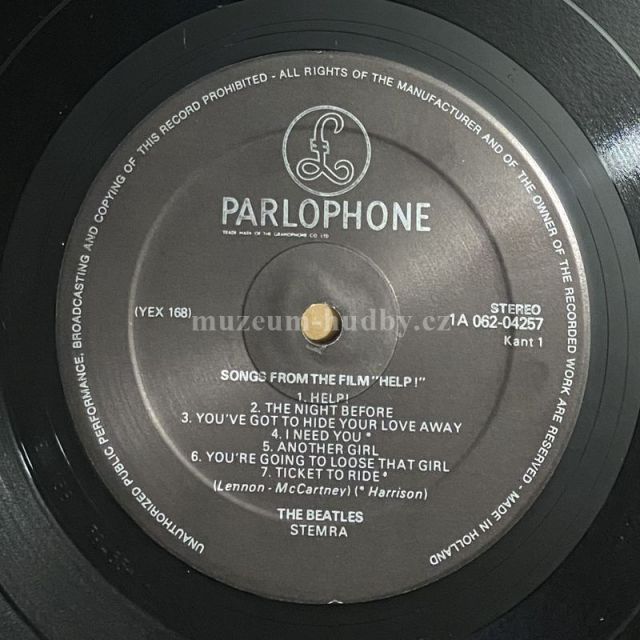 UNAUTHORIZED PUBLIC PERFORMANCE, BROADCASTING AND COPYING OF THIS RECORD PROHIBITED - ALL RIGHTS OF THE MANUFACTURER AND OF THE OWNER OF THE RECORDED WORK ARE RESERVED - MADE IN HOLLAND
£
PARLOPHONE
TRADE MARK OF THE GRAMOPHONE CO. LTD
(YEX 168)
STEREO
1A 062-04257
Kant 1
muzeum-hudby.cz
SONGS FROM THE FILM "HELP!"
1. HELP!
2. THE NIGHT BEFORE
3. YOU'VE GOT TO HIDE YOUR LOVE AWAY
4. I NEED YOU *
5. ANOTHER GIRL
6. YOU'RE GOING TO LOOSE THAT GIRL
7. TICKET TO RIDE *
(Lennon - McCartney) (* Harrison)
THE BEATLES
STEMRA